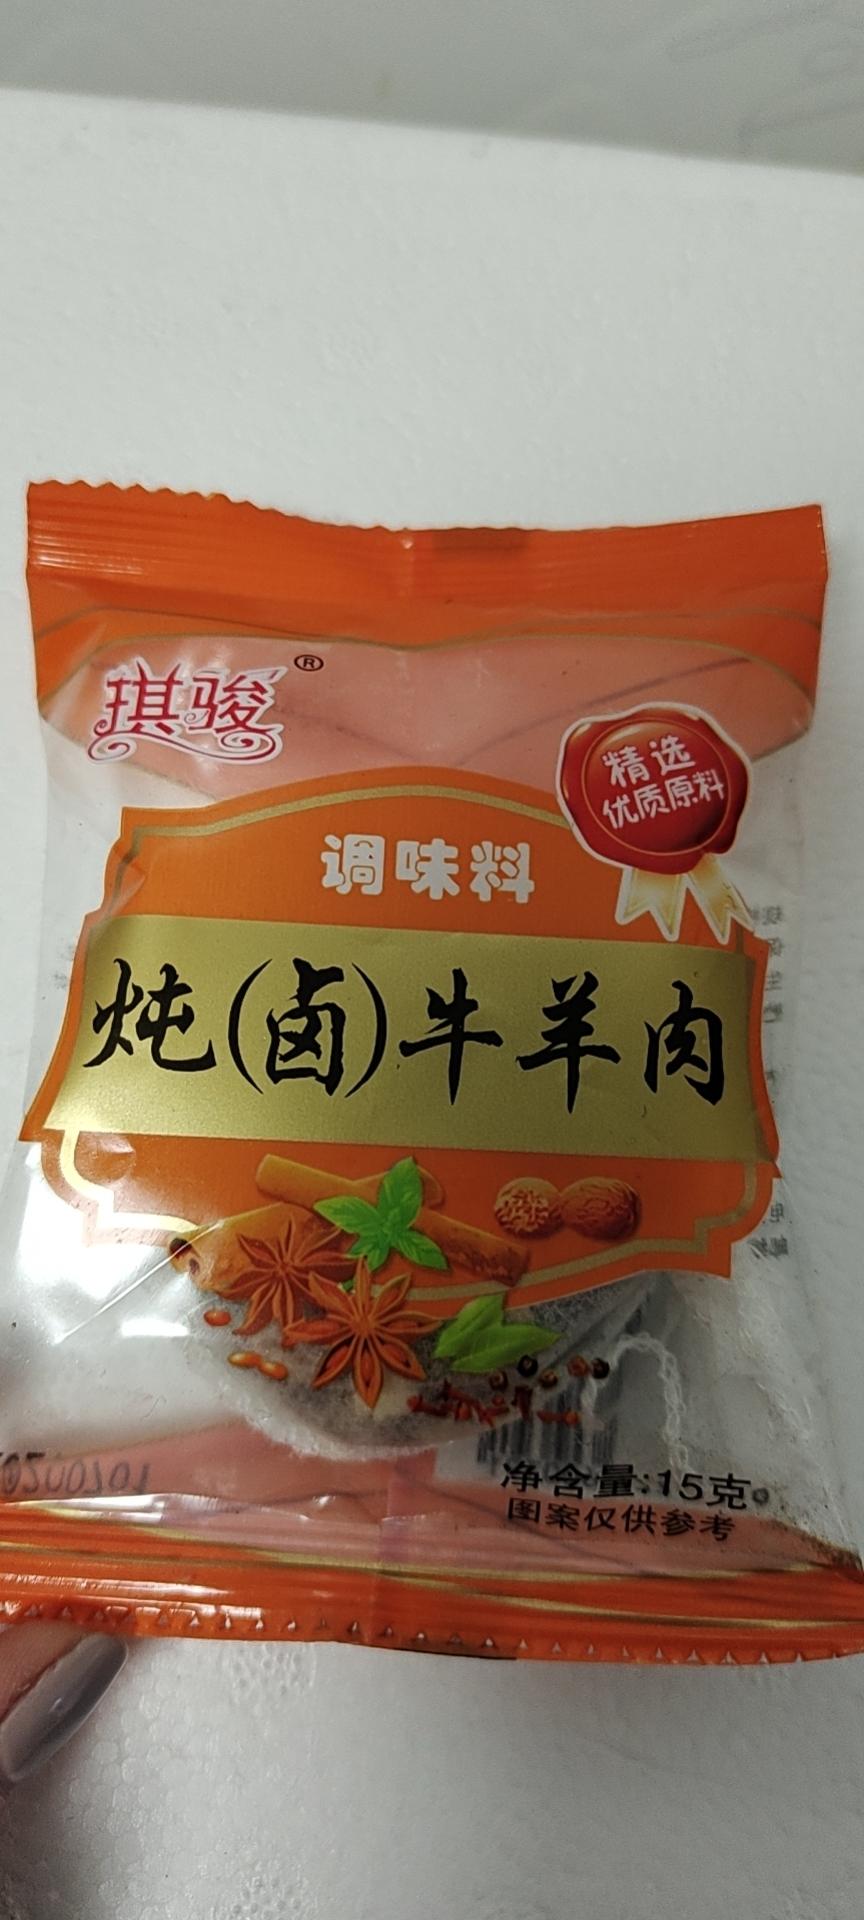 琪骏®
精选
优质原料
调味料
炖(卤)牛羊肉
净含量:15克
图案仅供参考